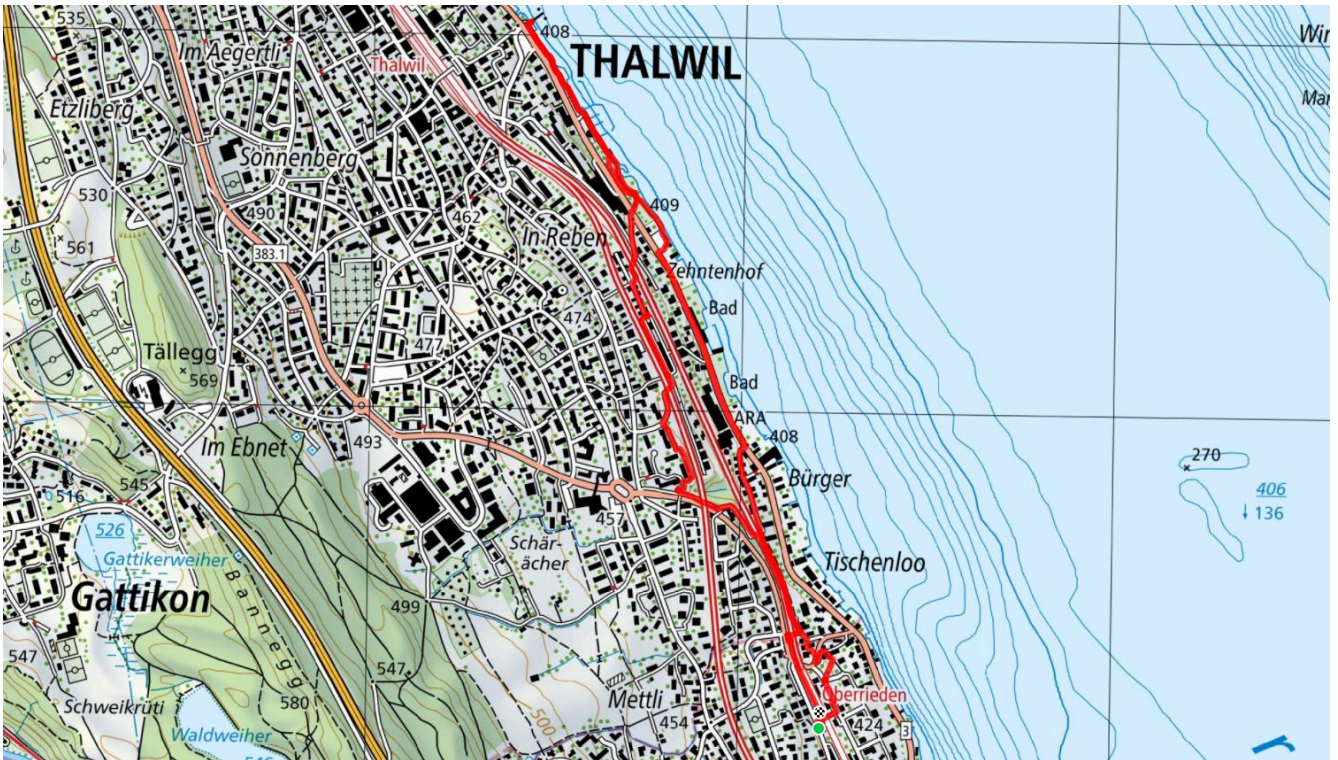 535
408
Wir
Im Aegertli
THALWIL
Thalwil
Mar
Etzliberg
Sonnenberg
530
490
462
409
561
In Reben
383.1
Zehntenhof
Bad
474
477
Tällegg
569
Bad
ARA
408
493
Im Ebnet
270
Bürger
545
516
457
406
136
526
Schär-
ächer
Gattikerweiher
Tischenloo
Bannegg
Gattikon
499
547
547
Mettli
Oberrieden
580
500
Schweikrüti
454
424
3
Waldweiher